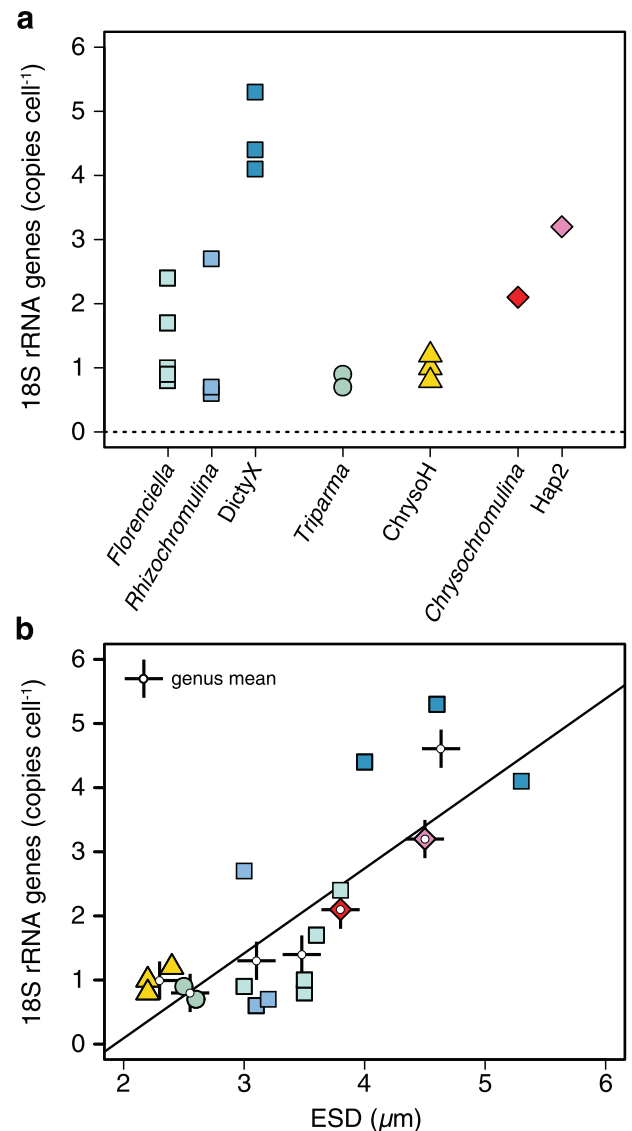 a
18S rRNA genes (copies cell⁻¹)
6
5
4
3
2
1
0
Florenciella
Rhizochromulina
DictyX
Triparma
ChrysoH
Chrysochromulina
Hap2
b
genus mean
18S rRNA genes (copies cell⁻¹)
6
5
4
3
2
1
0
2 3 4 5 6
ESD (µm)